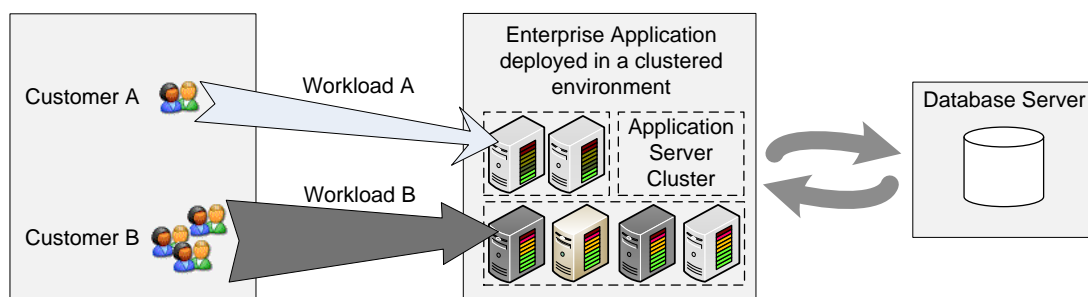 Customer A
Customer B
Workload A
Workload B
Enterprise Application
deployed in a clustered
environment
Application
Server
Cluster
Database Server